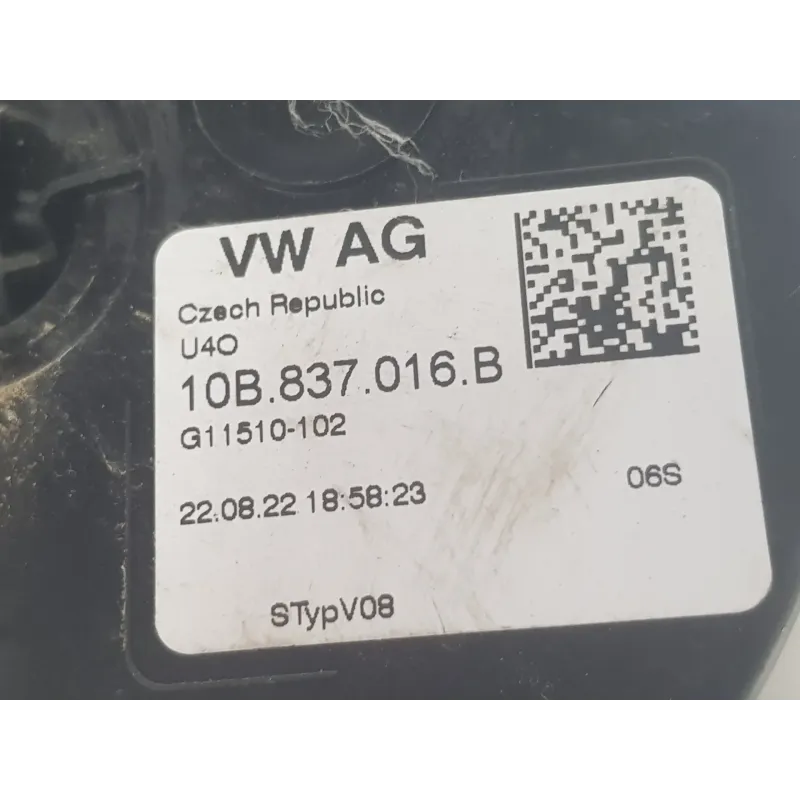 VW AG
Czech Republic
U4O
10B.837.016.B
G11510-102
22.08.22 18:58:23
06S
STypV08